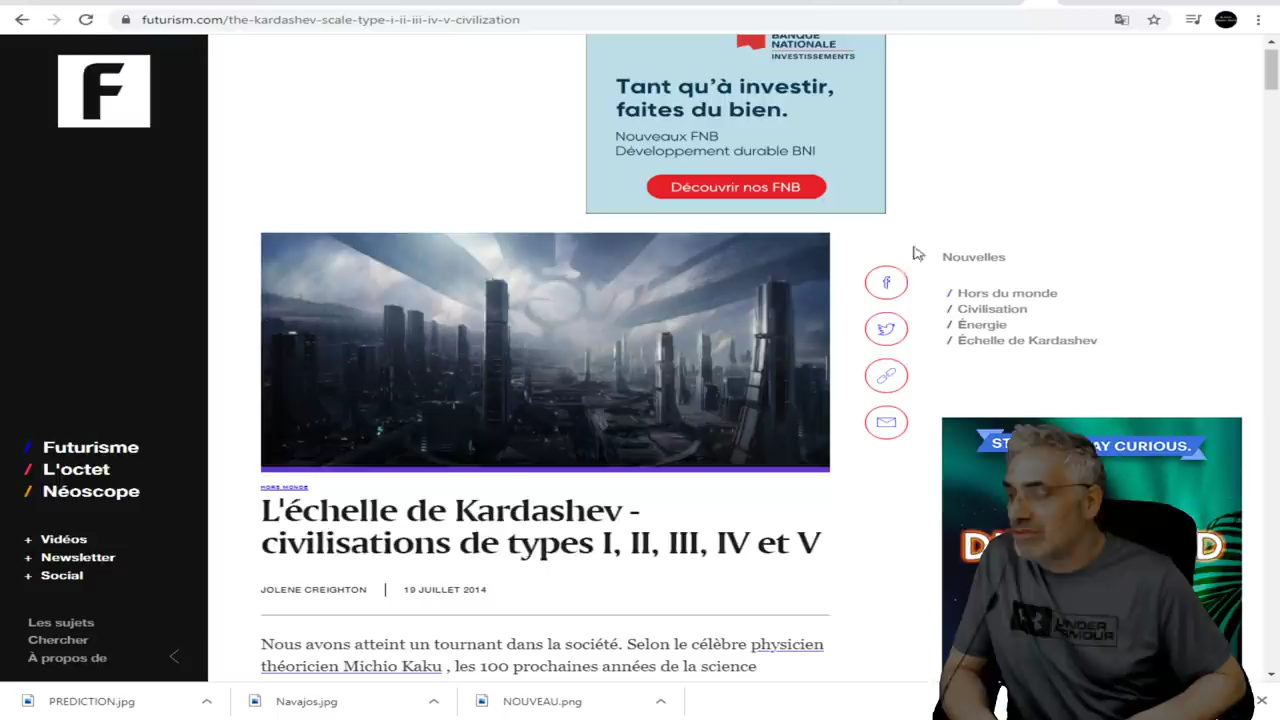 futurism.com/the-kardashev-scale-type-i-ii-iii-iv-v-civilization
F
BANQUE
NATIONALE
INVESTISSEMENTS
Tant qu'à investir,
faites du bien.
Nouveaux FNB
Développement durable BNI
Découvrir nos FNB
Nouvelles
/ Hors du monde
/ Civilisation
/ Énergie
/ Échelle de Kardashev
/ Futurisme
/ L'octet
/ Néoscope
+ Vidéos
+ Newsletter
+ Social
Les sujets
Chercher
À propos de
HORS MONDE
L'échelle de Kardashev -
civilisations de types I, II, III, IV et V
JOLENE CREIGHTON | 19 JUILLET 2014
Nous avons atteint un tournant dans la société. Selon le célèbre physicien
théoricien Michio Kaku , les 100 prochaines années de la science
CURIOUS.
UNDER
ARMOUR
PREDICTION.jpg
Navajos.jpg
NOUVEAU.png